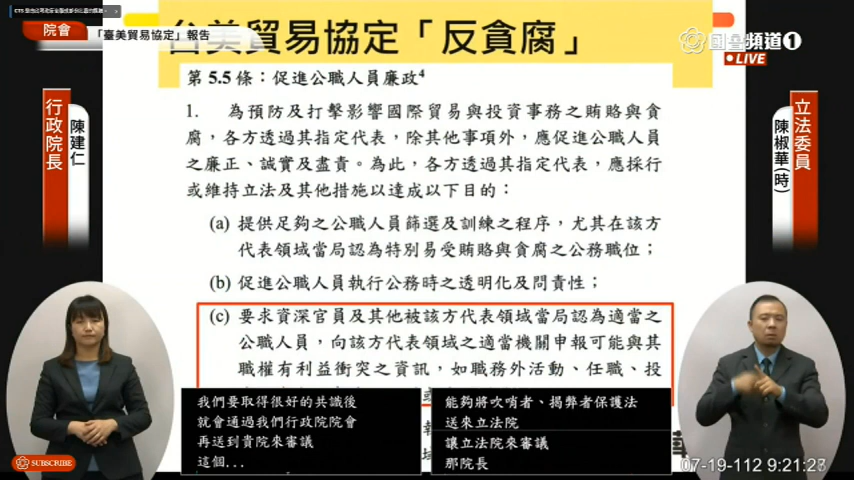 院會
「臺美貿易協定」報告
台美貿易協定「反貪腐」
國會頻道1
LIVE
行政院長
陳建仁
立法委員
陳椒華(時)
第 5.5 條：促進公職人員廉政4
1. 為預防及打擊影響國際貿易與投資事務之賄賂與貪
腐，各方透過其指定代表，除其他事項外，應促進公職人員
之廉正、誠實及盡責。為此，各方透過其指定代表，應採行
或維持立法及其他措施以達成以下目的：
(a) 提供足夠之公職人員篩選及訓練之程序，尤其在該方
代表領域當局認為特別易受賄賂與貪腐之公務職位；
(b) 促進公職人員執行公務時之透明化及問責性；
(c) 要求資深官員及其他被該方代表領域當局認為適當之
公職人員，向該方代表領域之適當機關申報可能與其
職權有利益衝突之資訊，如職務外活動、任職、投
我們要取得很好的共識後
就會通過我們行政院院會
再送到貴院來審議
這個...
能夠將吹哨者、揭弊者保護法
送來立法院
讓立法院來審議
那院長
SUBSCRIBE
07-19-112 9:21:27